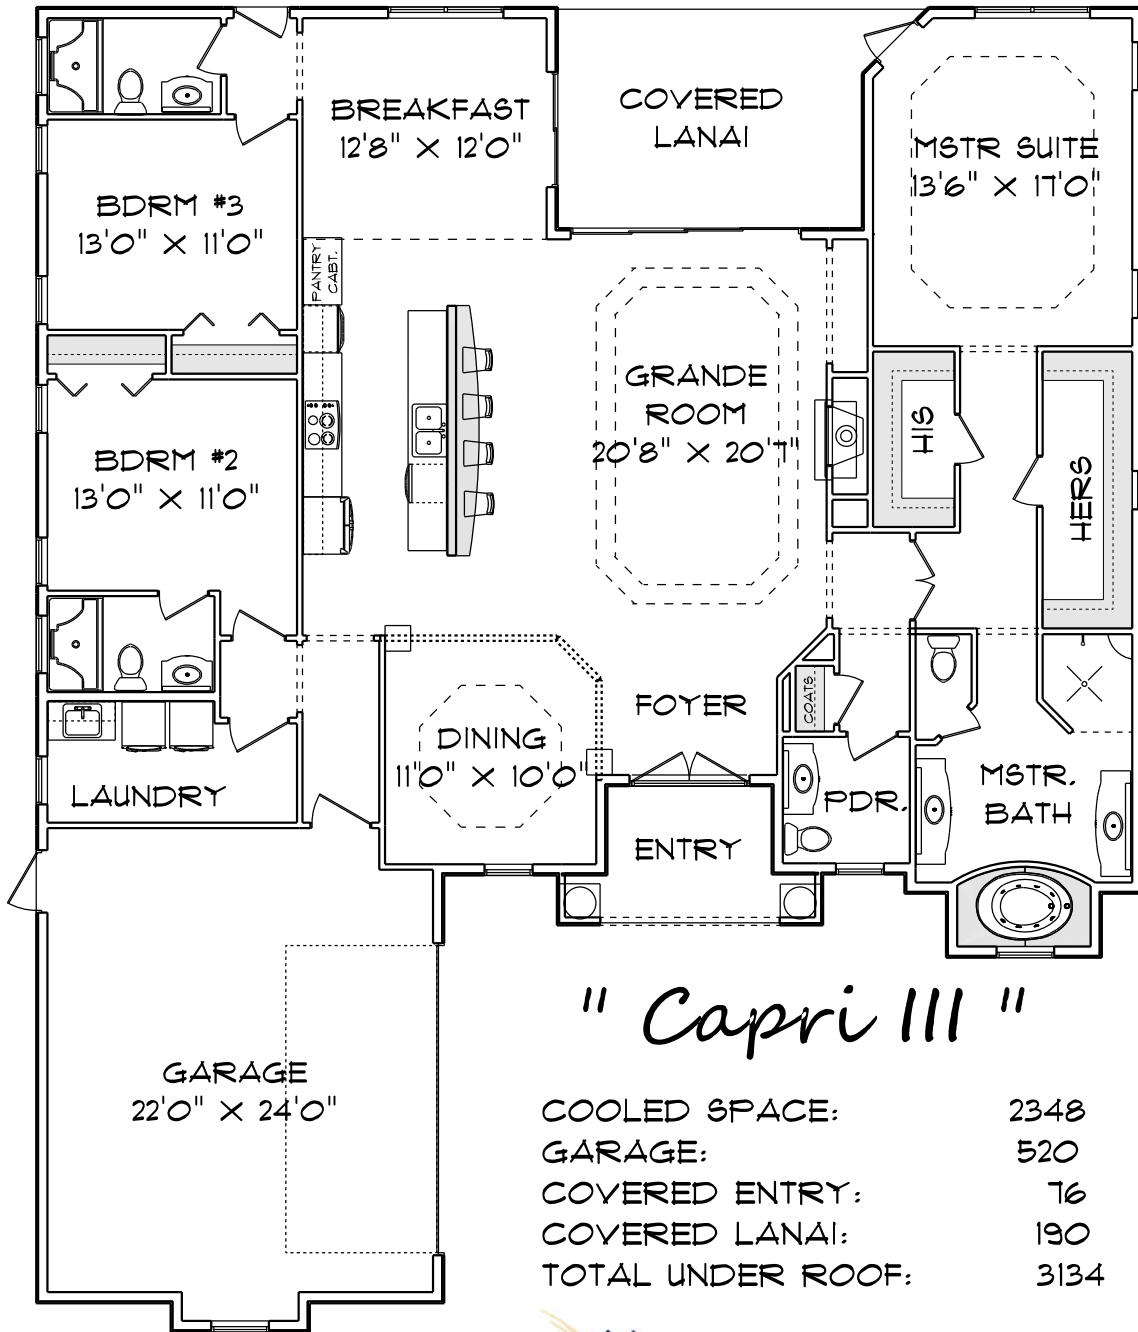 BREAKFAST
12'8" X 12'0"
COVERED
LANAI
MSTR SUITE
13'6" X 17'0"
BDRM #3
13'0" X 11'0"
PANTRY
CABT.
GRANDE
ROOM
20'8" X 20'7"
HIS
HERS
BDRM #2
13'0" X 11'0"
COATS
FOYER
DINING
11'0" X 10'0"
LAUNDRY
PDR.
MSTR.
BATH
ENTRY
" Capri III "
GARAGE
22'0" X 24'0"
COOLED SPACE: 2348
GARAGE: 520
COVERED ENTRY: 76
COVERED LANAI: 190
TOTAL UNDER ROOF: 3134